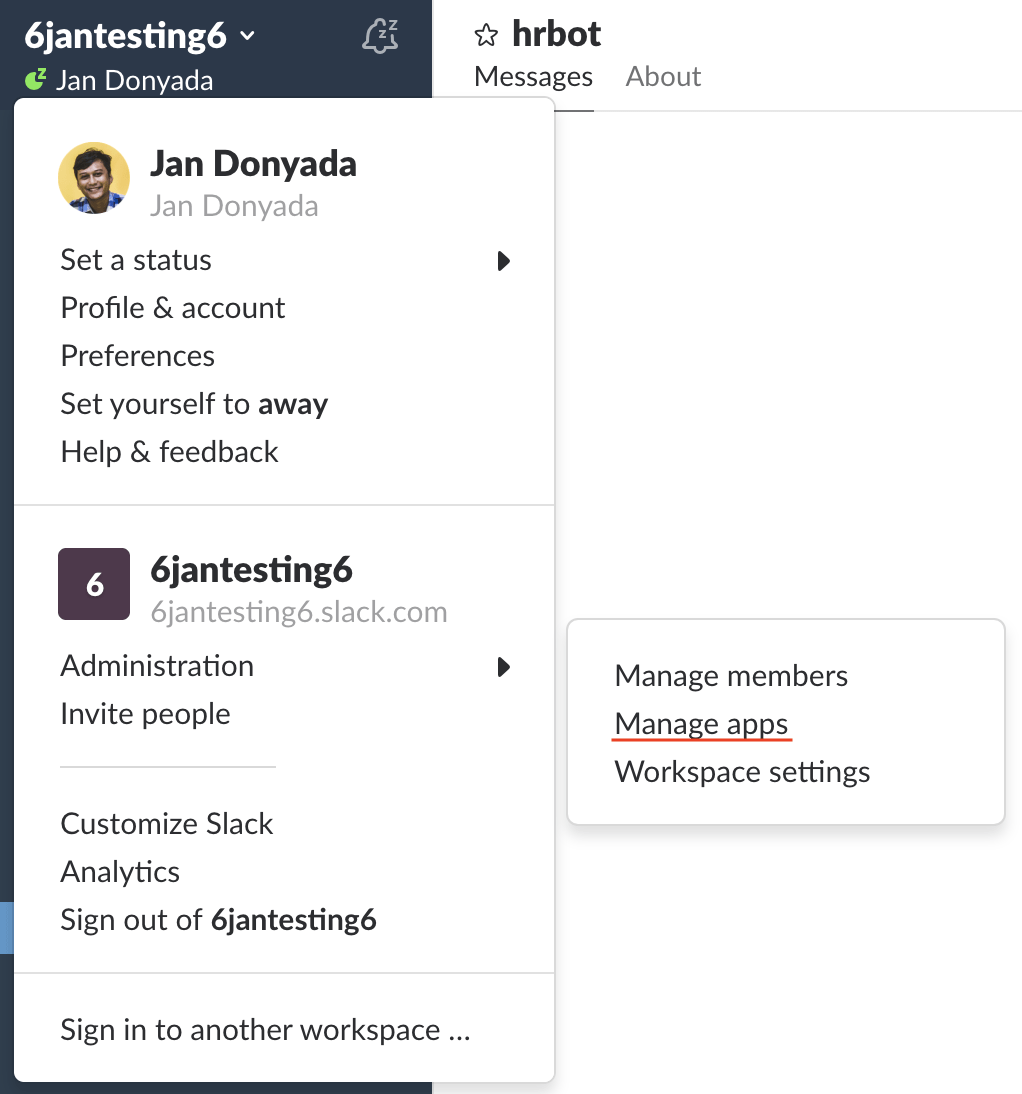 6jantesting6
Jan Donyada
hrbot
Messages About
Jan Donyada
Jan Donyada
Set a status
Profile & account
Preferences
Set yourself to away
Help & feedback
6
6jantesting6
6jantesting6.slack.com
Administration
Invite people
Customize Slack
Analytics
Sign out of 6jantesting6
Sign in to another workspace ...
Manage members
Manage apps
Workspace settings